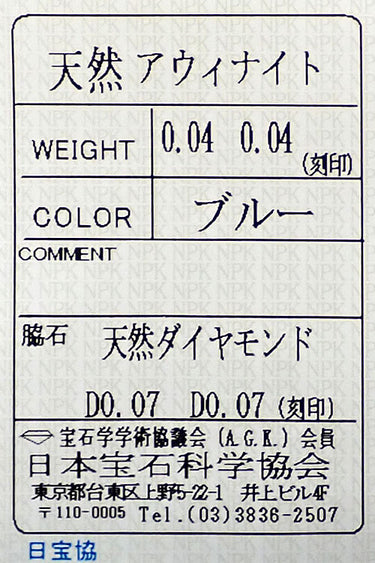 天然 アウィナイト
WEIGHT 0.04 0.04 (刻印)
COLOR ブルー
COMMENT
脇石 天然ダイヤモンド
D0.07 D0.07 (刻印)
宝石学学術協議会 (A.G.K.) 会員
日本宝石科学協会
東京都台東区上野5-22-1 井上ビル4F
〒110-0005 Tel.(03)3836-2507
日宝協